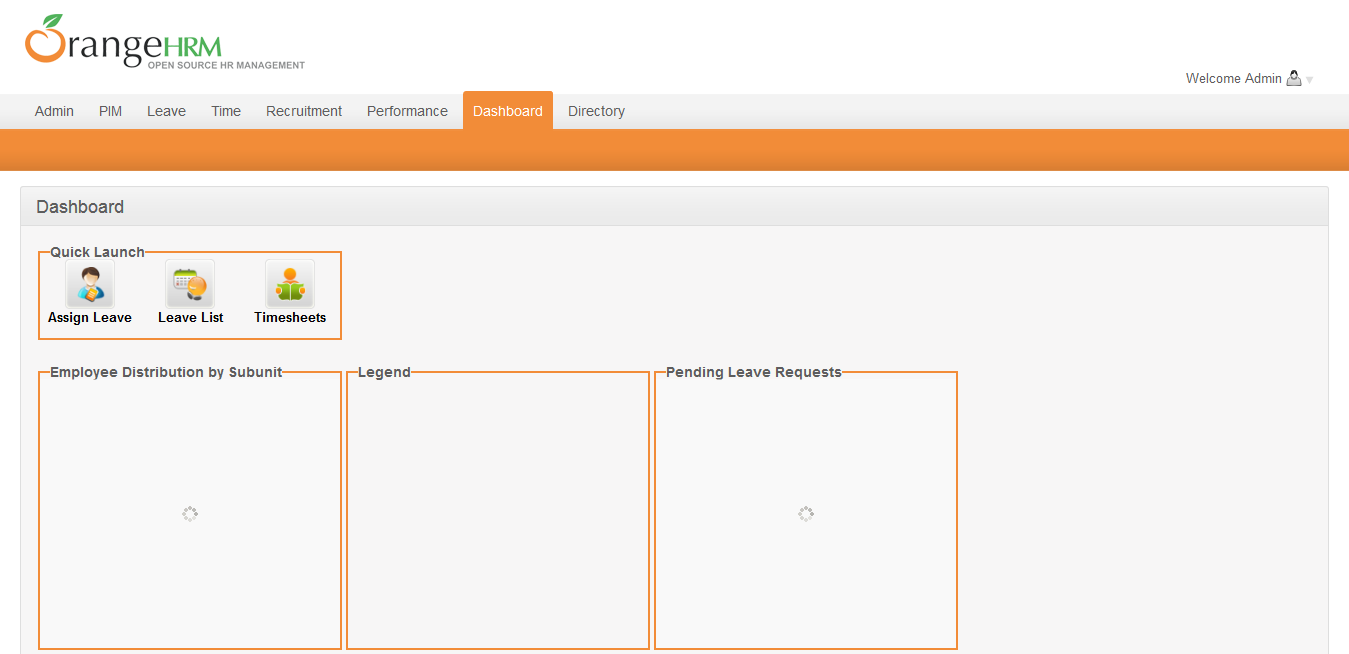 OrangeHRM
OPEN SOURCE HR MANAGEMENT
Welcome Admin
Admin PIM Leave Time Recruitment Performance Dashboard Directory
Dashboard
Quick Launch
Assign Leave Leave List Timesheets
Employee Distribution by Subunit Legend Pending Leave Requests